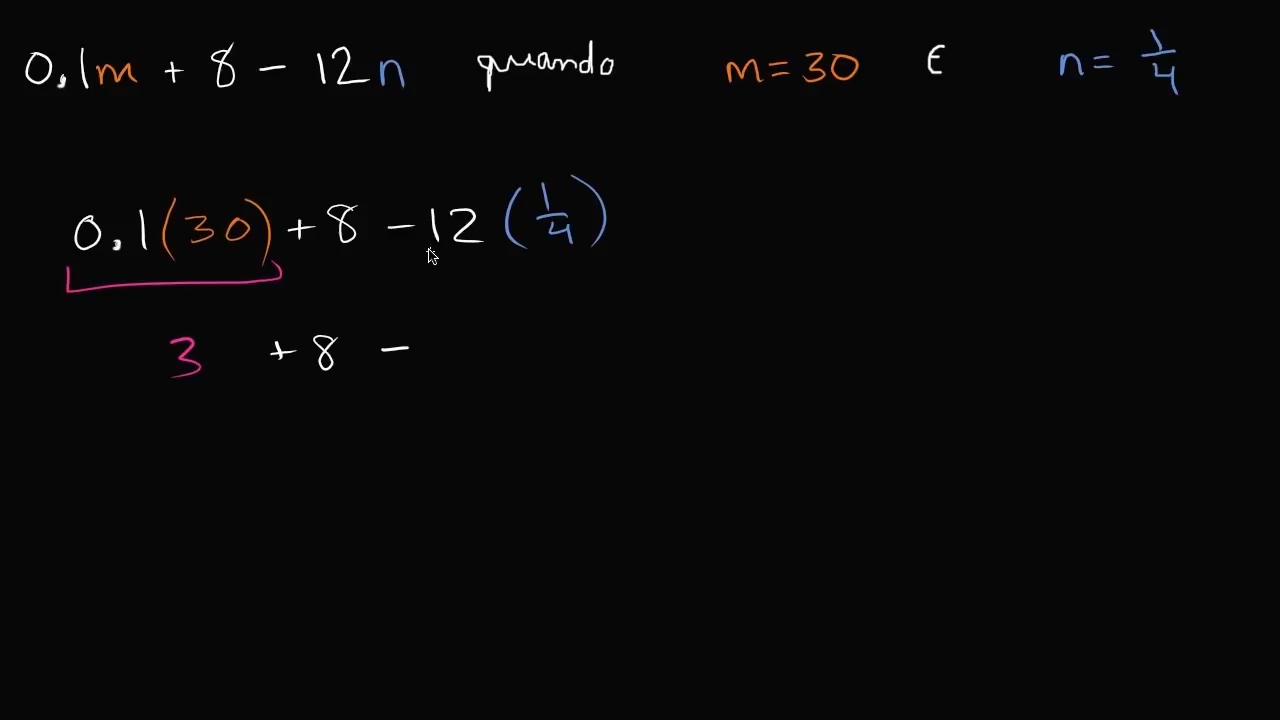 0.1m + 8 - 12n quando m = 30 E n = 1/4
0.1(30) + 8 - 12(1/4)
3 + 8 -